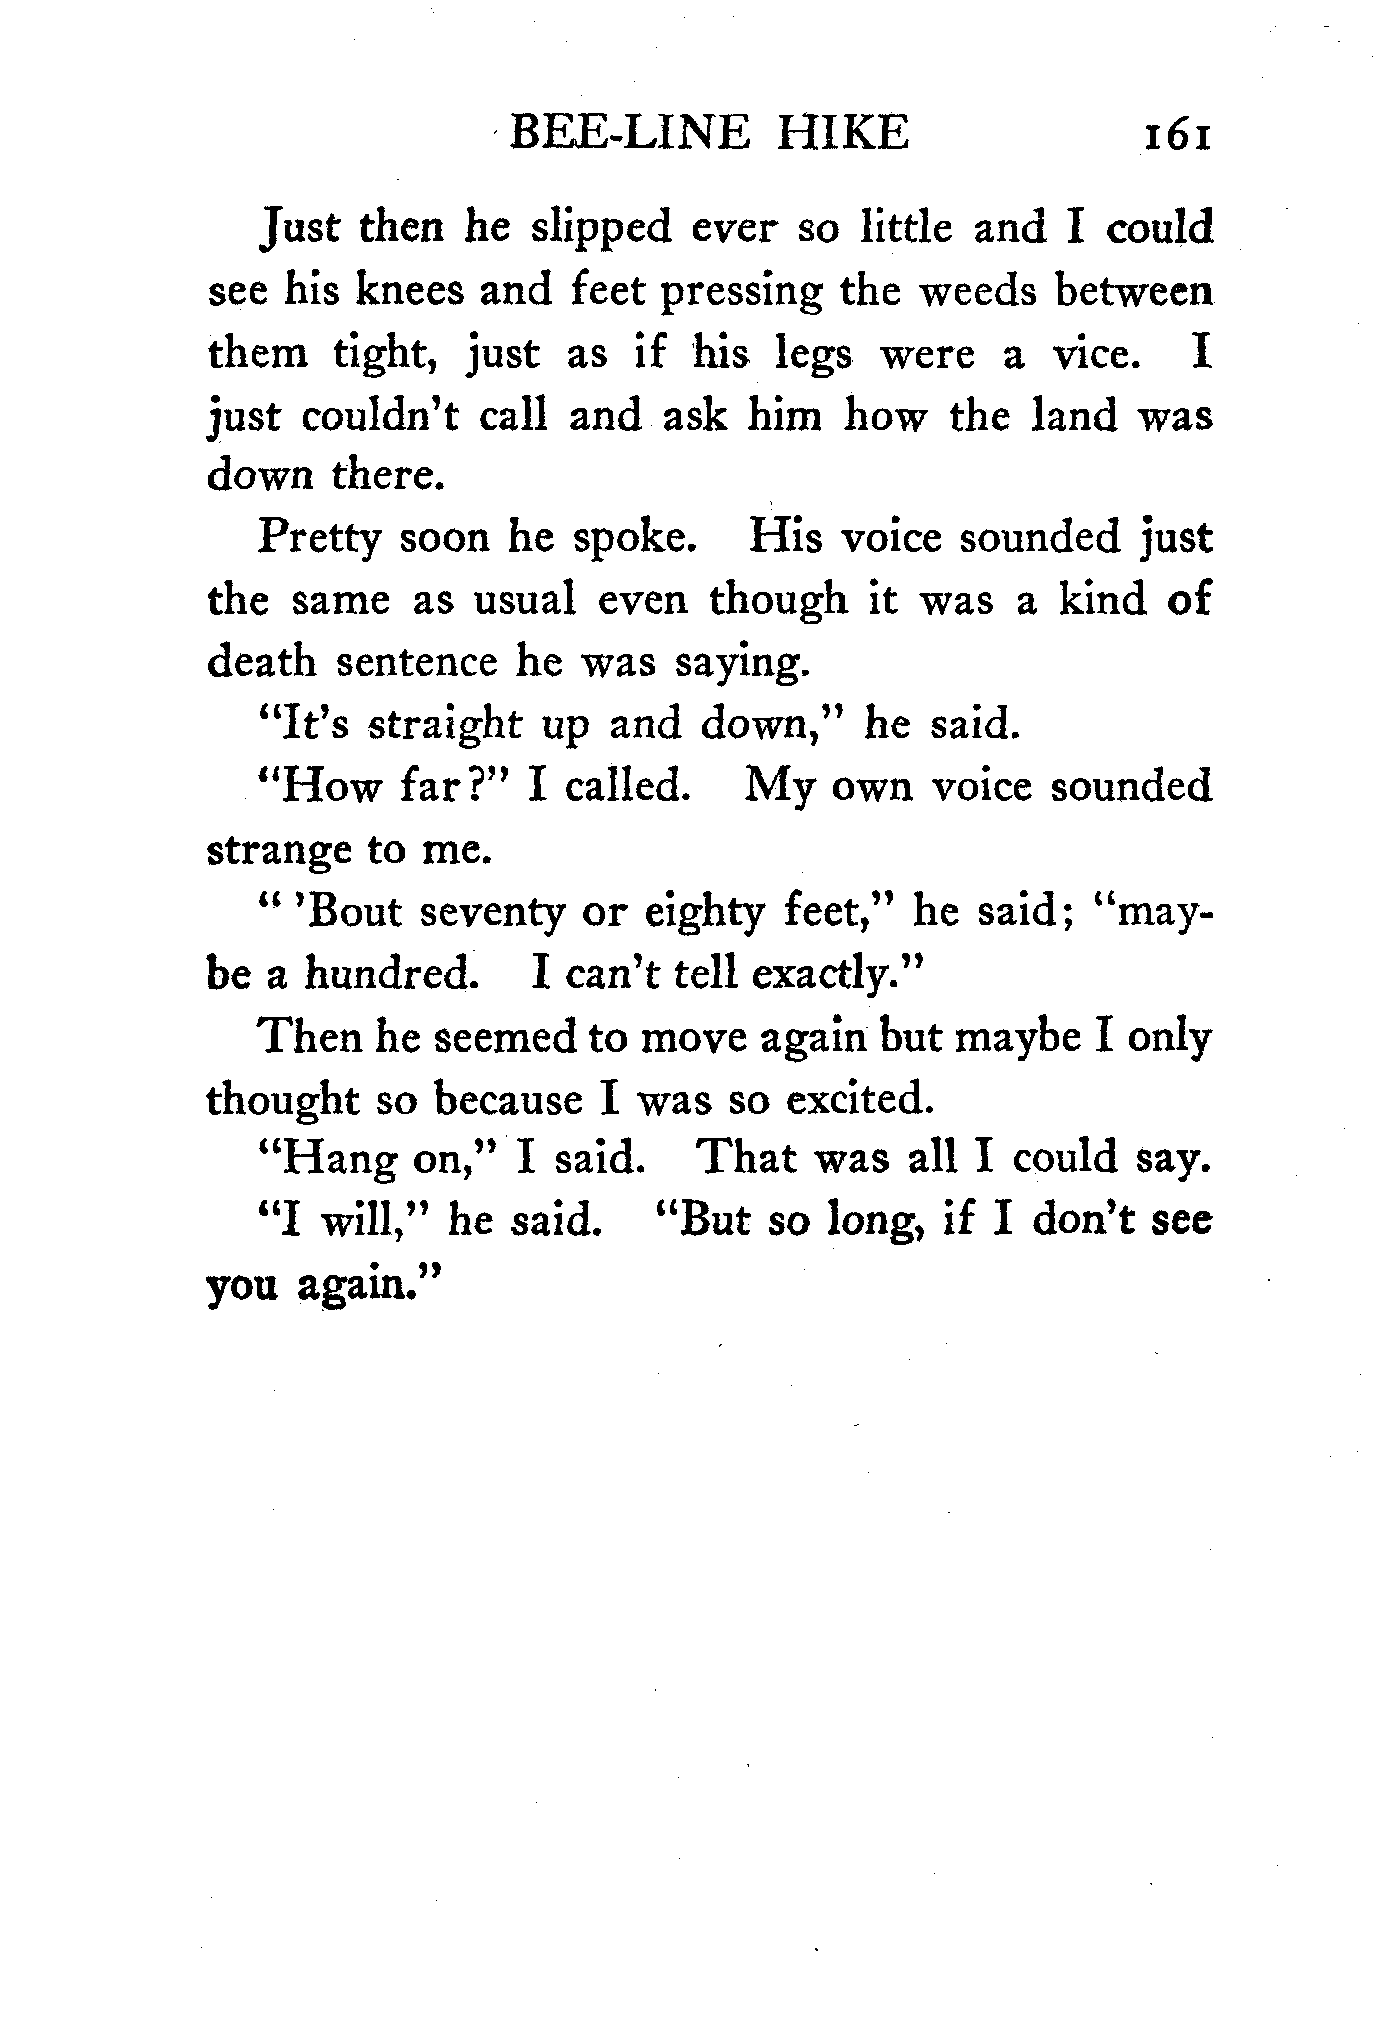 BEE-LINE HIKE 161
Just then he slipped ever so little and I could
see his knees and feet pressing the weeds between
them tight, just as if his legs were a vice. I
just couldn't call and ask him how the land was
down there.
Pretty soon he spoke. His voice sounded just
the same as usual even though it was a kind of
death sentence he was saying.
“It's straight up and down,” he said.
“How far?” I called. My own voice sounded
strange to me.
“ 'Bout seventy or eighty feet,” he said; “may-
be a hundred. I can't tell exactly.”
Then he seemed to move again but maybe I only
thought so because I was so excited.
“Hang on,” I said. That was all I could say.
“I will,” he said. “But so long, if I don't see
you again.”